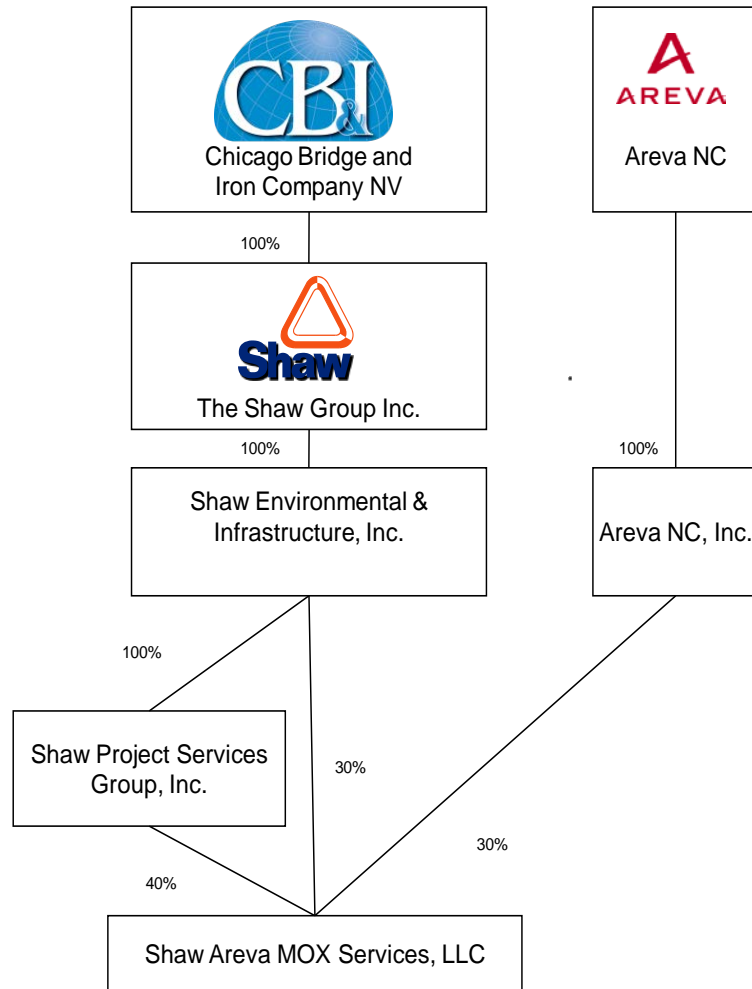 CB&I
Chicago Bridge and
Iron Company NV
AREVA
Areva NC
100%
Shaw
The Shaw Group Inc.
100%
100%
Shaw Environmental &
Infrastructure, Inc.
Areva NC, Inc.
100%
Shaw Project Services
Group, Inc.
30%
30%
40%
Shaw Areva MOX Services, LLC